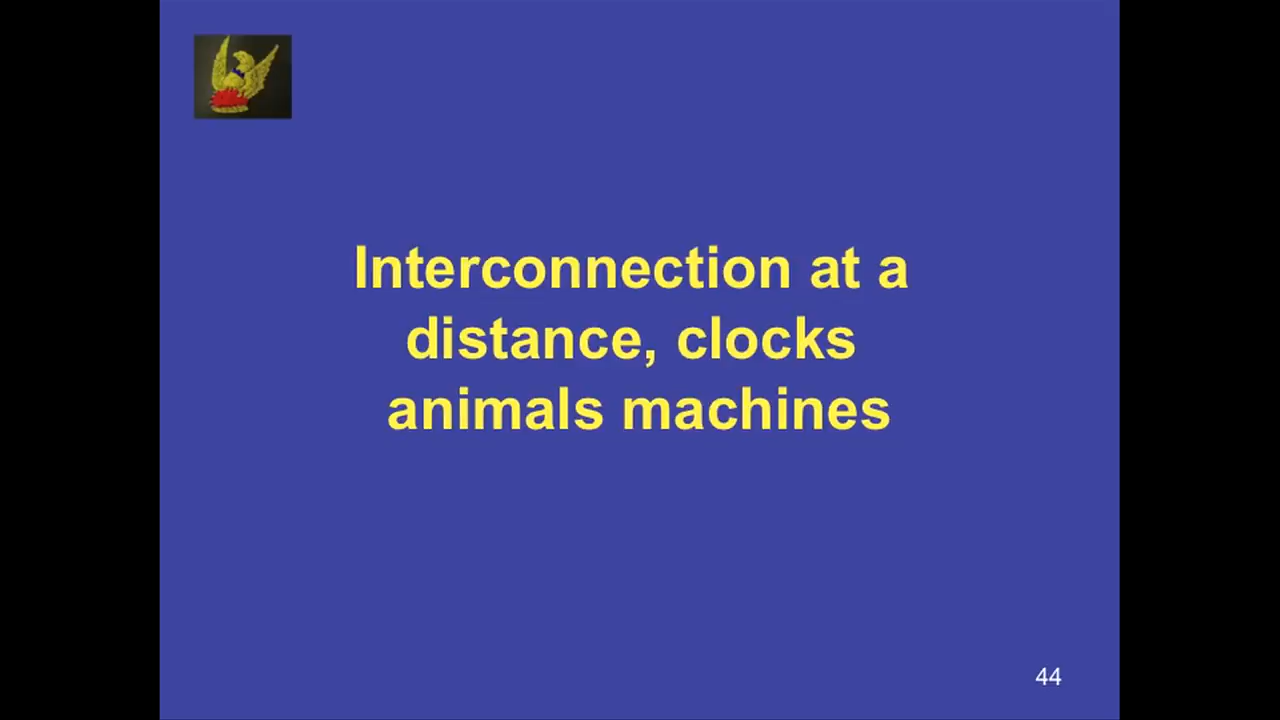 Interconnection at a
distance, clocks
animals machines
44